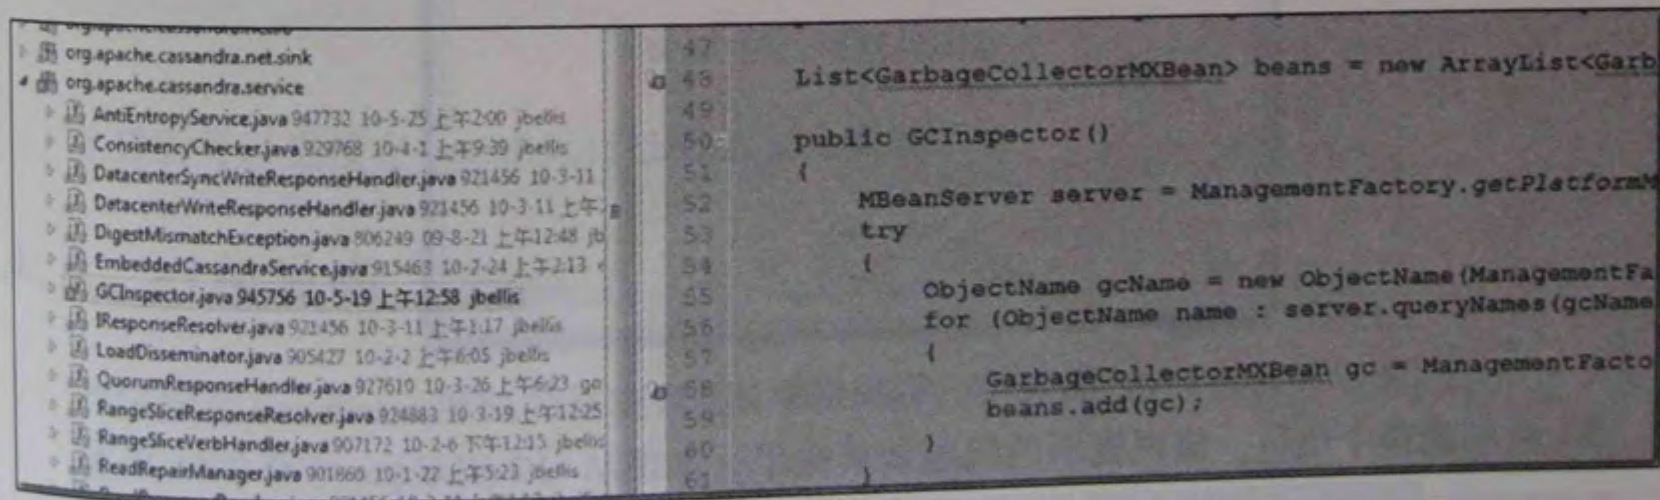 org.apache.cassandra.net.sink
org.apache.cassandra.service
AntiEntropyService.java 947732 10-5-25 上午2:00 jbellis
ConsistencyChecker.java 929768 10-4-1 上午9:39 jbellis
DatacenterSyncWriteResponseHandler.java 921456 10-3-11
DatacenterWriteResponseHandler.java 921456 10-3-11 上午
DigestMismatchException.java 806249 09-8-21 上午12:48 jb
EmbeddedCassandraService.java 915463 10-2-24 上午2:13
GCInspector.java 945756 10-5-19 上午12:58 jbellis
IResponseResolver.java 921456 10-3-11 上午1:17 jbellis
LoadDisseminator.java 905427 10-2-2 上午6:05 jbellis
QuorumResponseHandler.java 927619 10-3-26 上午6:23 go
RangeSliceResponseResolver.java 924883 10-3-19 上午12:25
RangeSliceVerbHandler.java 907172 10-2-6 下午12:15 jbellis
ReadRepairManager.java 901860 10-1-22 上午5:23 jbellis
47
48 List<GarbageCollectorMXBean> beans = new ArrayList<Garb
49
50 public GCInspector()
51 {
52 MBeanServer server = ManagementFactory.getPlatformM
53 try
54 {
55 ObjectName gcName = new ObjectName(ManagementFa
56 for (ObjectName name : server.queryNames(gcName
57 {
58 GarbageCollectorMXBean gc = ManagementFacto
59 beans.add(gc);
60 }
61 }